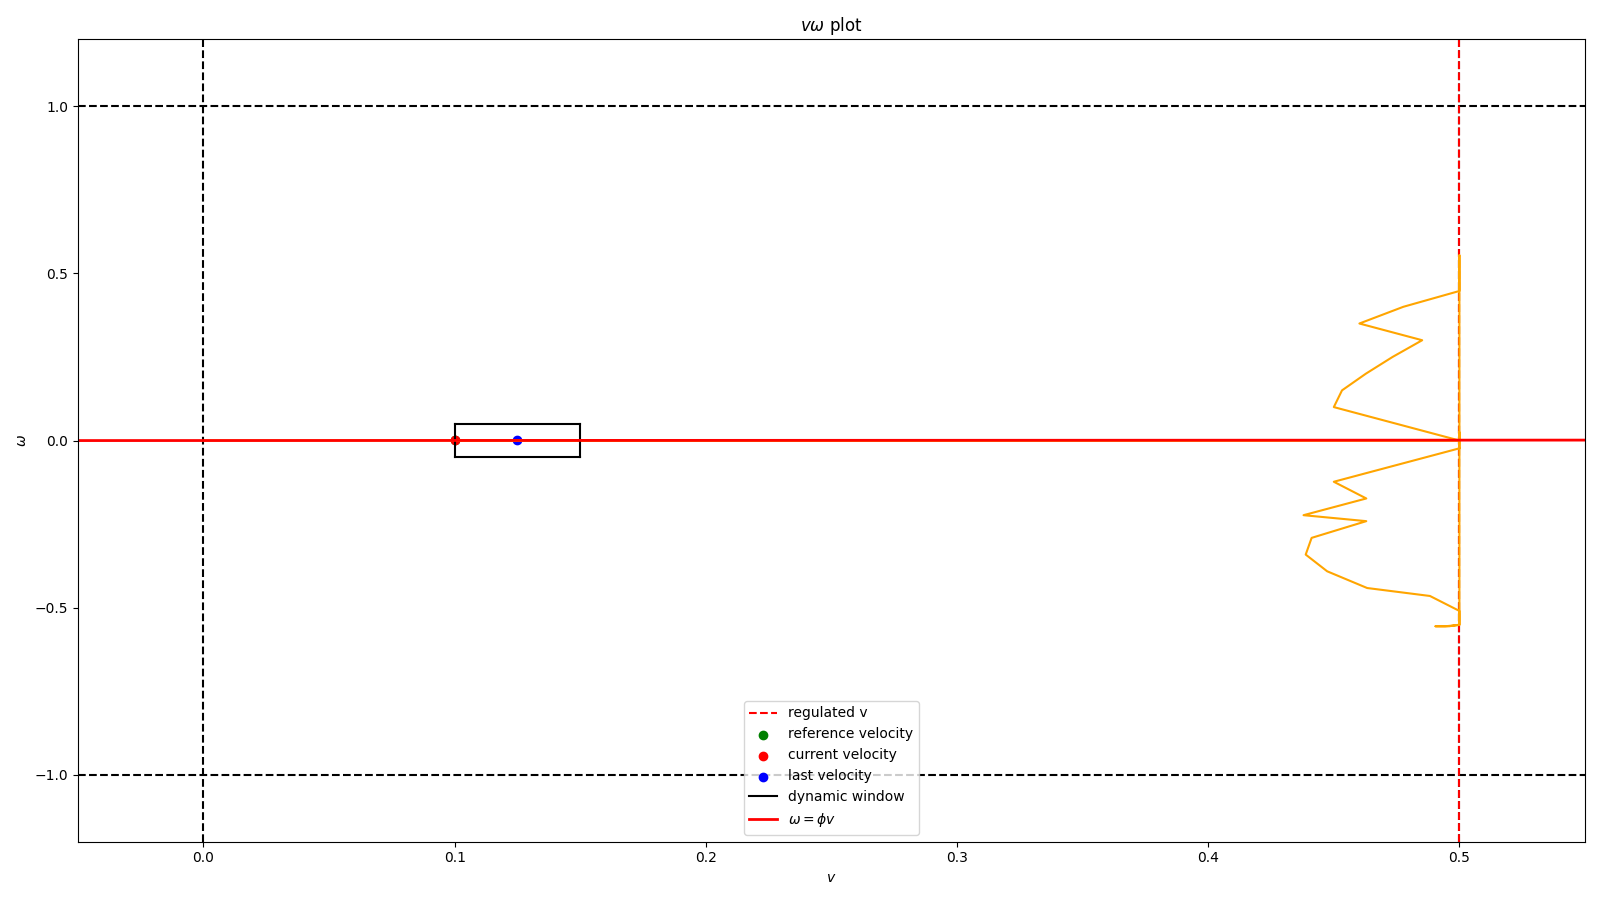 vω plot
ω
1.0
0.5
0.0
−0.5
−1.0
regulated v
reference velocity
current velocity
last velocity
dynamic window
ω = ϕv
0.0 0.1 0.2 0.3 0.4 0.5
v